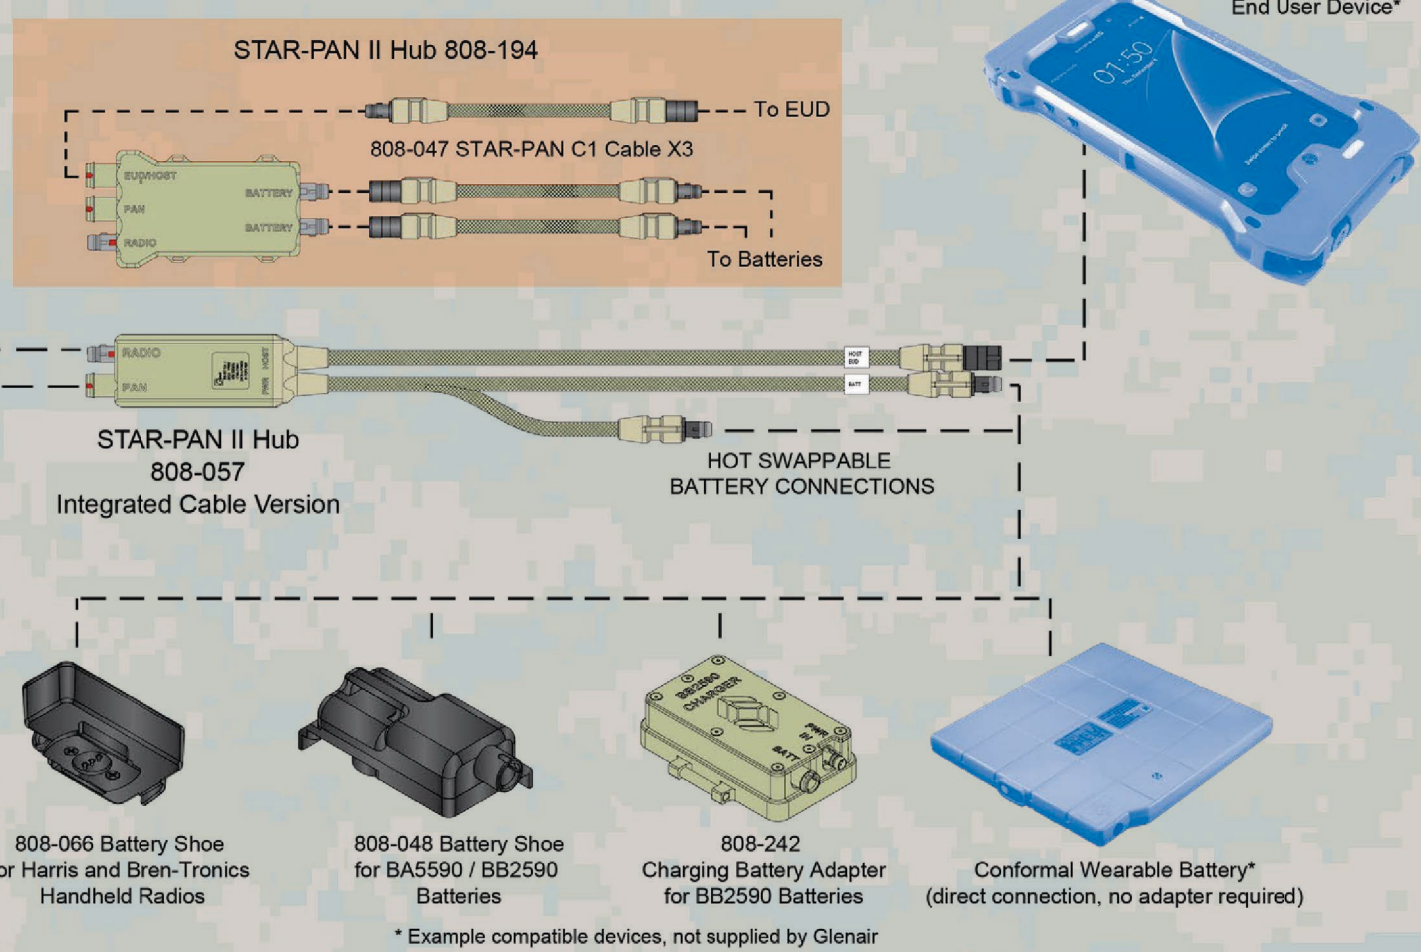 End User Device*
STAR-PAN II Hub 808-194
To EUD
808-047 STAR-PAN C1 Cable X3
EUD/HOST
BATTERY
PAN
BATTERY
RADIO
To Batteries
01:50
RADIO
PAN
PWR HOST
HOST
EUD
BATT
STAR-PAN II Hub
808-057
Integrated Cable Version
HOT SWAPPABLE
BATTERY CONNECTIONS
BB2590
CHARGER
PWR
IN
BATT
808-066 Battery Shoe
or Harris and Bren-Tronics
Handheld Radios
808-048 Battery Shoe
for BA5590 / BB2590
Batteries
808-242
Charging Battery Adapter
for BB2590 Batteries
Conformal Wearable Battery*
(direct connection, no adapter required)
* Example compatible devices, not supplied by Glenair